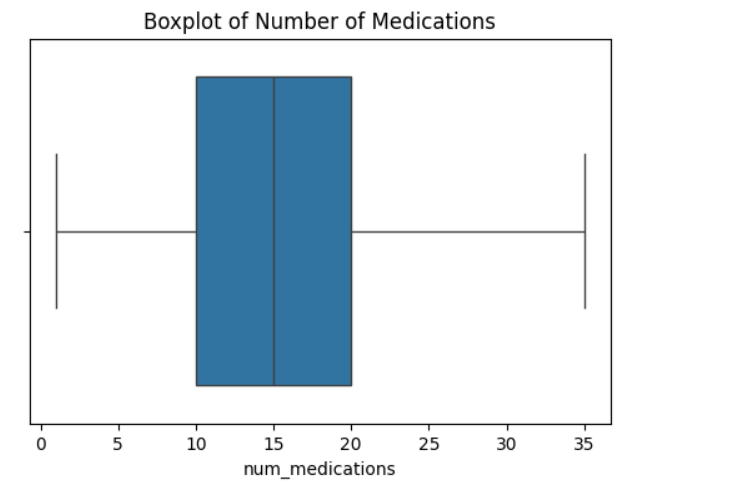 Boxplot of Number of Medications
0 5 10 15 20 25 30 35
num_medications